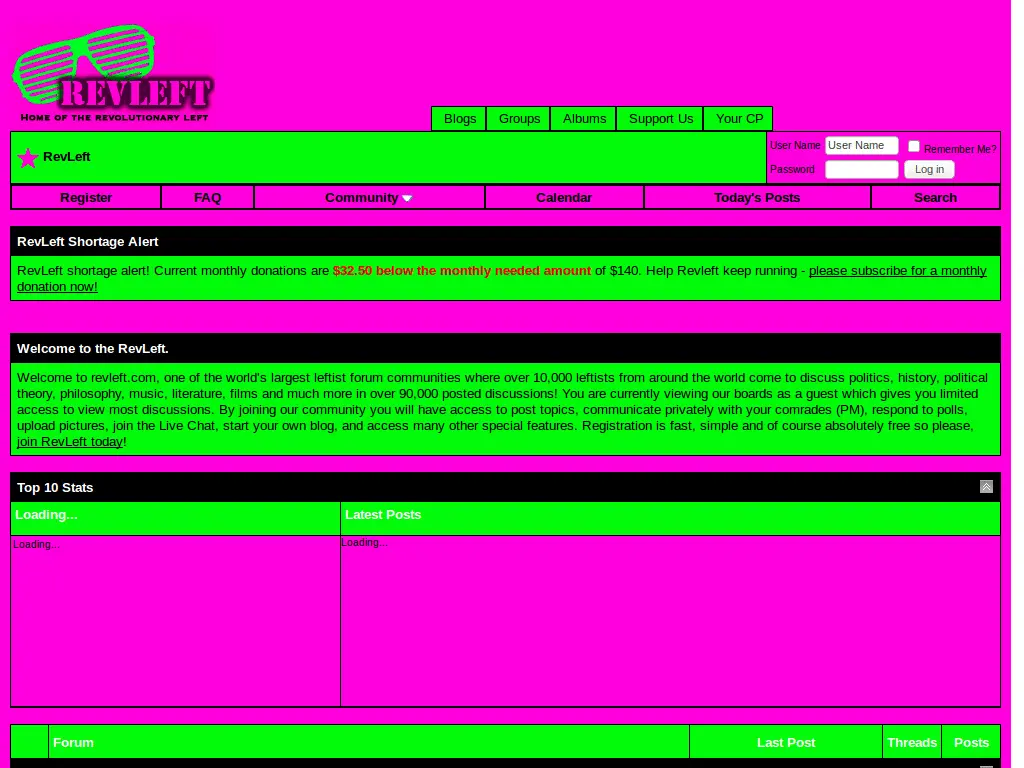 REVLEFT
HOME OF THE REVOLUTIONARY LEFT
Blogs Groups Albums Support Us Your CP
RevLeft
User Name User Name Remember Me?
Password Log in
Register FAQ Community Calendar Today's Posts Search
RevLeft Shortage Alert
RevLeft shortage alert! Current monthly donations are $32.50 below the monthly needed amount of $140. Help Revleft keep running - please subscribe for a monthly
donation now!
Welcome to the RevLeft.
Welcome to revleft.com, one of the world's largest leftist forum communities where over 10,000 leftists from around the world come to discuss politics, history, political
theory, philosophy, music, literature, films and much more in over 90,000 posted discussions! You are currently viewing our boards as a guest which gives you limited
access to view most discussions. By joining our community you will have access to post topics, communicate privately with your comrades (PM), respond to polls,
upload pictures, join the Live Chat, start your own blog, and access many other special features. Registration is fast, simple and of course absolutely free so please,
join RevLeft today!
Top 10 Stats
Loading... Latest Posts
Loading... Loading...
Forum Last Post Threads Posts